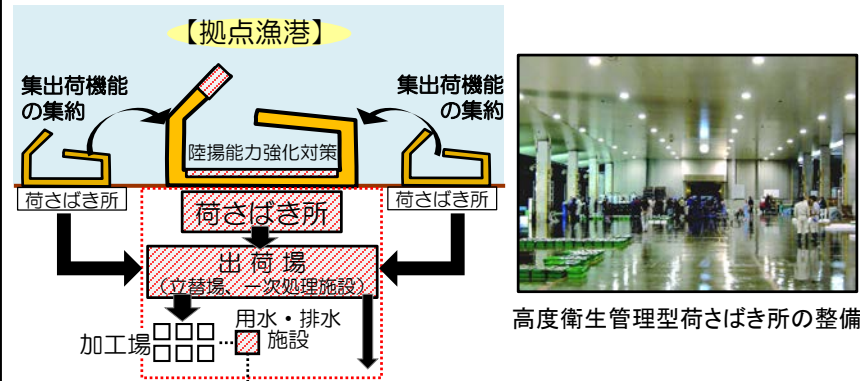 【拠点漁港】
集出荷機能
の集約
集出荷機能
の集約
陸揚能力強化対策
荷さばき所
荷さばき所
荷さばき所
出荷場
（立替場、一次処理施設）
用水・排水
施設
加工場
高度衛生管理型荷さばき所の整備